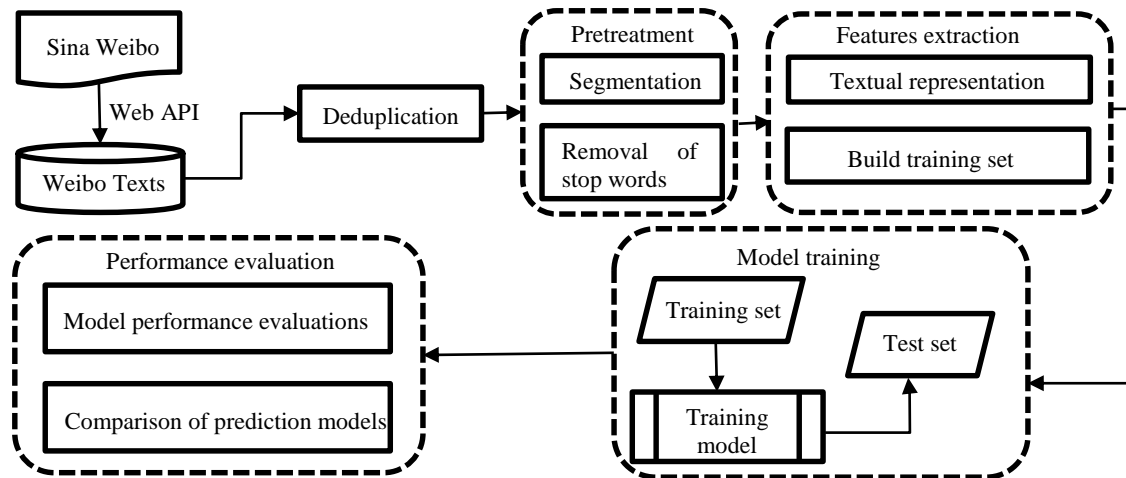 Sina Weibo
Web API
Weibo Texts
Deduplication
Pretreatment
Segmentation
Removal of
stop words
Features extraction
Textual representation
Build training set
Performance evaluation
Model performance evaluations
Comparison of prediction models
Model training
Training set
Test set
Training
model